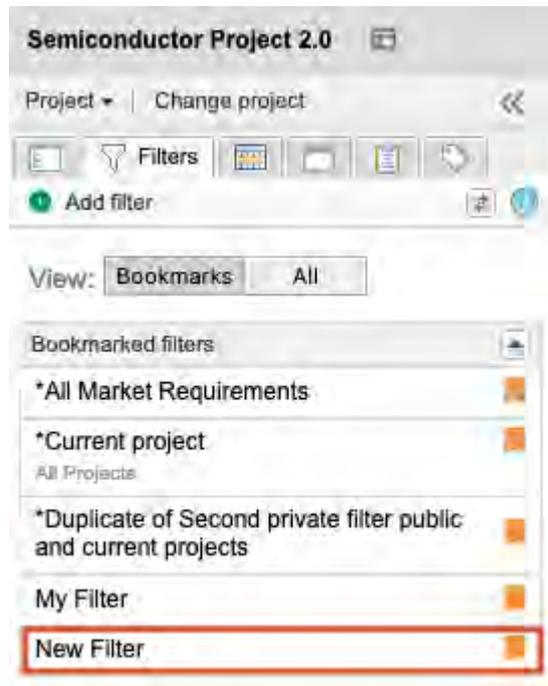 Semiconductor Project 2.0
Project Change project
Filters
Add filter
View: Bookmarks All
Bookmarked filters
*All Market Requirements
*Current project
All Projects
*Duplicate of Second private filter public
and current projects
My Filter
New Filter